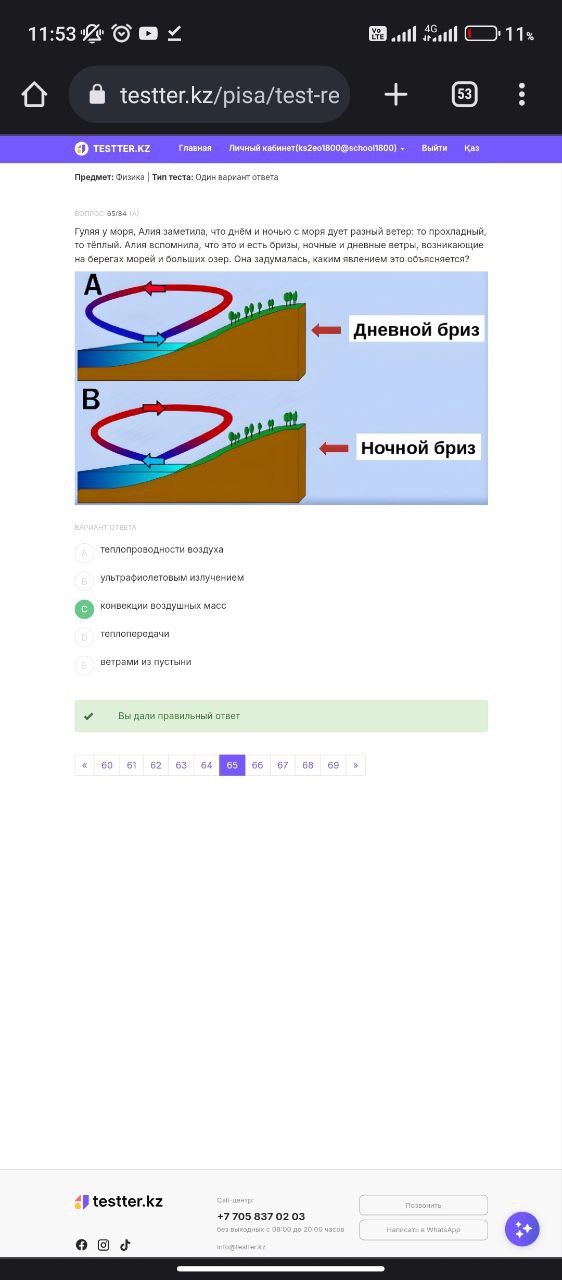 11:53
Vo LTE
4G
11%
testter.kz/pisa/test-re
53
TESTTER.KZ Главная Личный кабинет(ks2eo1800@school1800) Выйти Қаз
Предмет: Физика | Тип теста: Один вариант ответа
ВОПРОС 65/84 (A)
Гуляя у моря, Алия заметила, что днём и ночью с моря дует разный ветер: то прохладный,
то тёплый. Алия вспомнила, что это и есть бризы, ночные и дневные ветры, возникающие
на берегах морей и больших озер. Она задумалась, каким явлением это объясняется?
A
Дневной бриз
B
Ночной бриз
ВАРИАНТ ОТВЕТА
A теплопроводности воздуха
B ультрафиолетовым излучением
C конвекции воздушных масс
D теплопередачи
E ветрами из пустыни
Вы дали правильный ответ
« 60 61 62 63 64 65 66 67 68 69 »
testter.kz
Call-центр:
+7 705 837 02 03
без выходных с 08:00 до 20:00 часов
info@testter.kz
Позвонить
Написать в WhatsApp